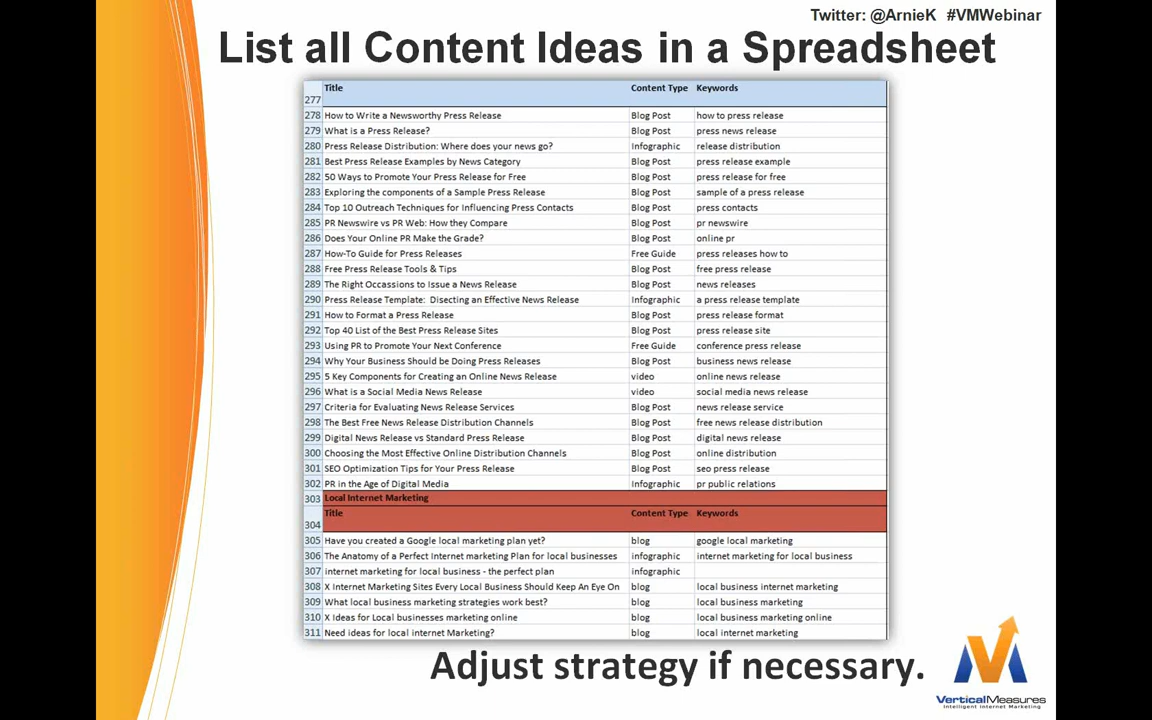 Twitter: @ArnieK #VMWebinar
List all Content Ideas in a Spreadsheet
277 Title Content Type Keywords
278 How to Write a Newsworthy Press Release Blog Post how to press release
279 What is a Press Release? Blog Post press news release
280 Press Release Distribution: Where does your news go? Infographic release distribution
281 Best Press Release Examples by News Category Blog Post press release example
282 50 Ways to Promote Your Press Release for Free Blog Post press release for free
283 Exploring the components of a Sample Press Release Blog Post sample of a press release
284 Top 10 Outreach Techniques for Influencing Press Contacts Blog Post press contacts
285 PR Newswire vs PR Web: How they Compare Blog Post pr newswire
286 Does Your Online PR Make the Grade? Blog Post online pr
287 How-To Guide for Press Releases Free Guide press releases how to
288 Free Press Release Tools & Tips Blog Post free press release
289 The Right Occassions to Issue a News Release Blog Post news releases
290 Press Release Template: Disecting an Effective News Release Infographic a press release template
291 How to Format a Press Release Blog Post press release format
292 Top 40 List of the Best Press Release Sites Blog Post press release site
293 Using PR to Promote Your Next Conference Free Guide conference press release
294 Why Your Business Should be Doing Press Releases Blog Post business news release
295 5 Key Components for Creating an Online News Release video online news release
296 What is a Social Media News Release video social media news release
297 Criteria for Evaluating News Release Services Blog Post news release service
298 The Best Free News Release Distribution Channels Blog Post free news release distribution
299 Digital News Release vs Standard Press Release Blog Post digital news release
300 Choosing the Most Effective Online Distribution Channels Blog Post online distribution
301 SEO Optimization Tips for Your Press Release Blog Post seo press release
302 PR in the Age of Digital Media Infographic pr public relations
303 Local Internet Marketing
304 Title Content Type Keywords
305 Have you created a Google local marketing plan yet? blog google local marketing
306 The Anatomy of a Perfect Internet marketing Plan for local businesses infographic internet marketing for local business
307 internet marketing for local business - the perfect plan infographic
308 X Internet Marketing Sites Every Local Business Should Keep An Eye On blog local business internet marketing
309 What local business marketing strategies work best? blog local business marketing
310 X Ideas for Local businesses marketing online blog local business marketing online
311 Need ideas for local internet Marketing? blog local internet marketing
Adjust strategy if necessary.
VerticalMeasures
Intelligent Internet Marketing